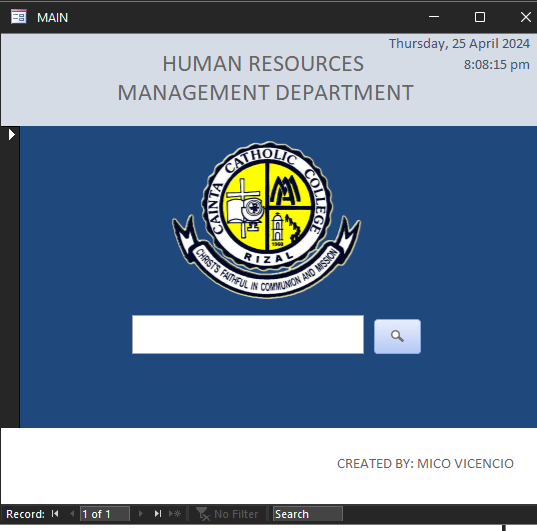 MAIN
Thursday, 25 April 2024
8:08:15 pm
HUMAN RESOURCES
MANAGEMENT DEPARTMENT
CAINTA CATHOLIC COLLEGE
1960
RIZAL
CHRIST'S FAITHFUL IN COMMUNION AND MISSION
CREATED BY: MICO VICENCIO
Record: 1 of 1 No Filter Search